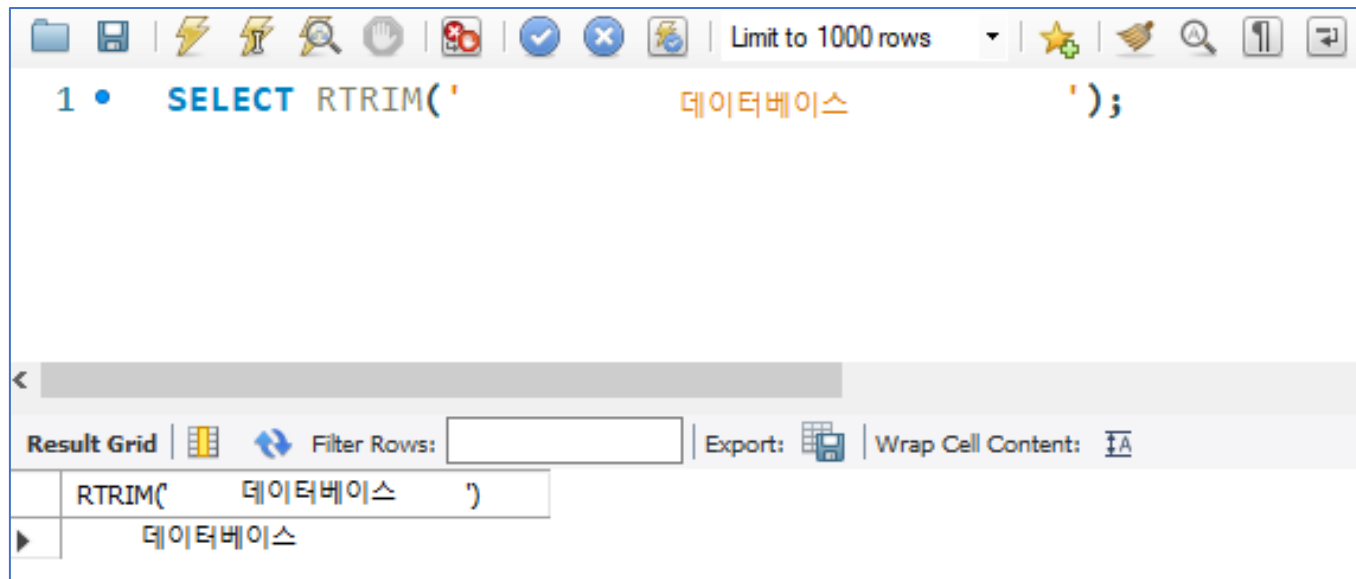 Limit to 1000 rows
1 SELECT RTRIM('                데이터베이스                ');
Result Grid Filter Rows: Export: Wrap Cell Content: IA
RTRIM('        데이터베이스        ')
데이터베이스